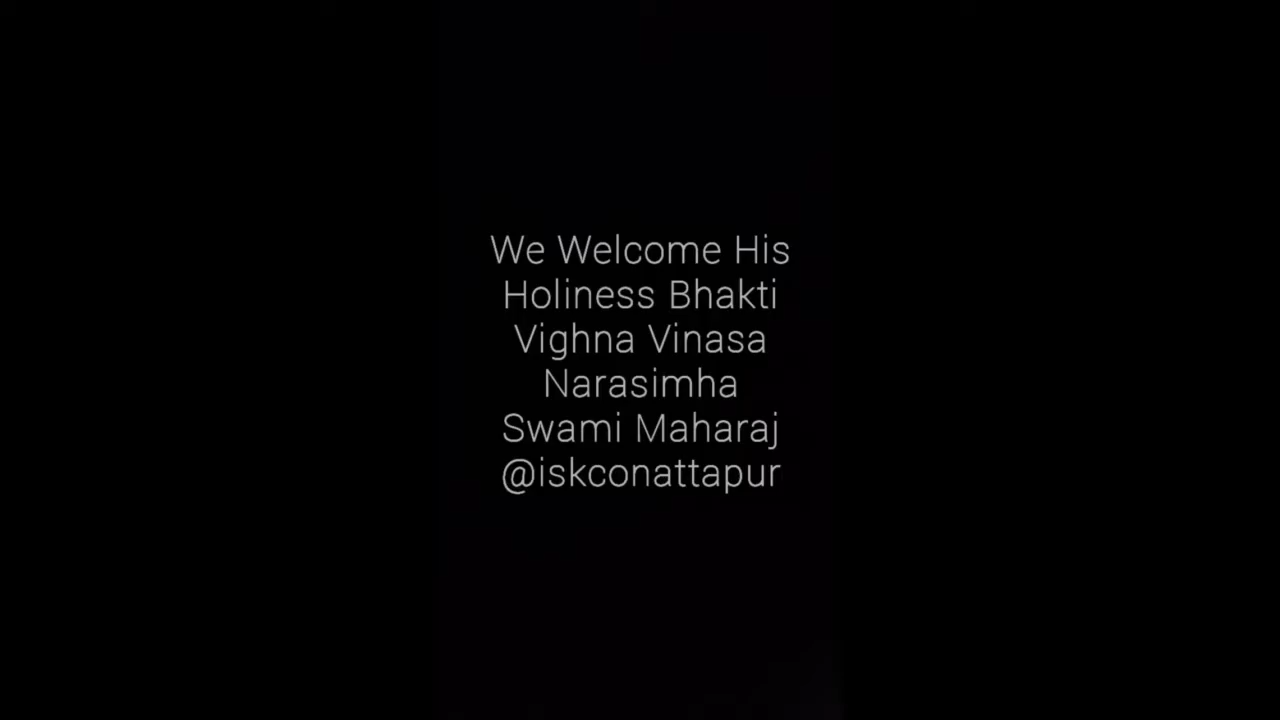 We Welcome His
Holiness Bhakti
Vighna Vinasa
Narasimha
Swami Maharaj
@iskconattapur